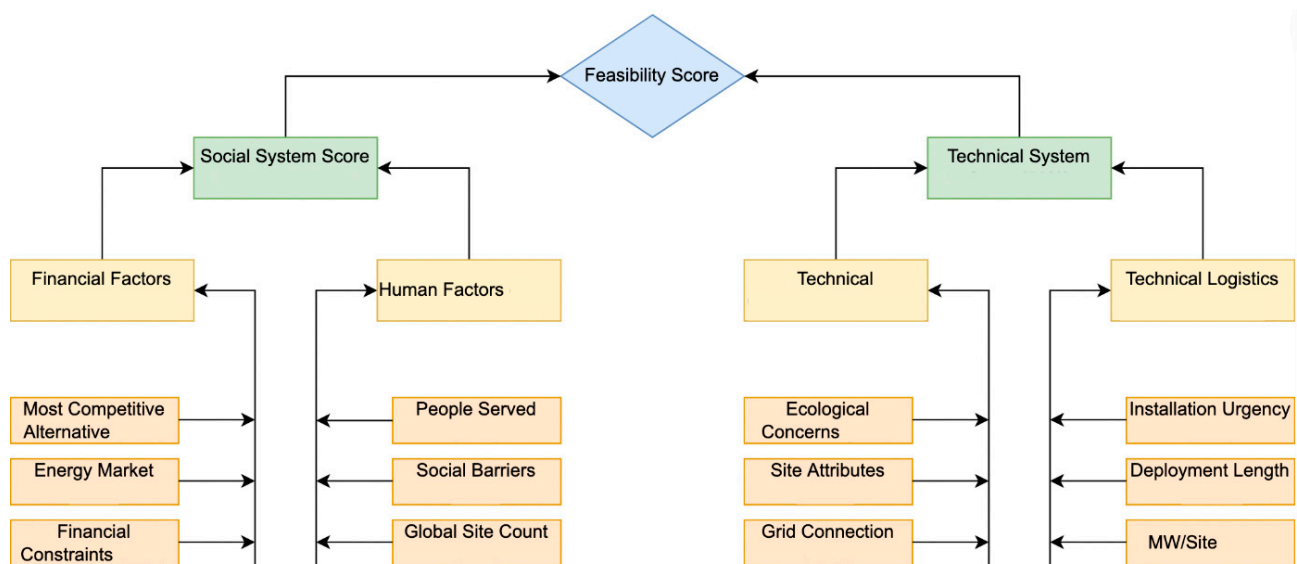 Feasibility Score
Social System Score
Technical System
Financial Factors
Human Factors
Technical
Technical Logistics
Most Competitive
Alternative
People Served
Ecological
Concerns
Installation Urgency
Energy Market
Social Barriers
Site Attributes
Deployment Length
Financial
Constraints
Global Site Count
Grid Connection
MW/Site